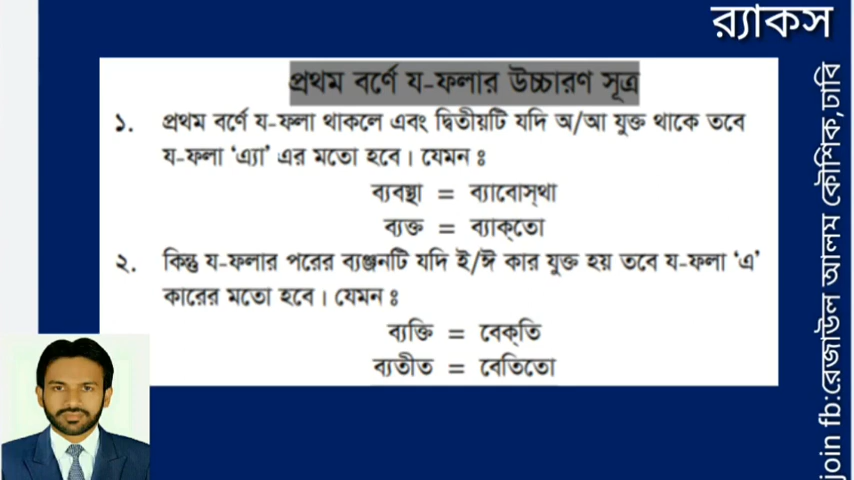 র‍্যাকস
প্রথম বর্ণে য-ফলার উচ্চারণ সূত্র
১. প্রথম বর্ণে য-ফলা থাকলে এবং দ্বিতীয়টি যদি অ/আ যুক্ত থাকে তবে
য-ফলা ‘এ্যা’ এর মতো হবে। যেমন ঃ
ব্যবস্থা = ব্যাবোস্‌থা
ব্যক্ত = ব্যাক্‌তো
২. কিন্তু য-ফলার পরের ব্যঞ্জনটি যদি ই/ঈ কার যুক্ত হয় তবে য-ফলা ‘এ’
কারের মতো হবে। যেমন ঃ
ব্যক্তি = বেক্‌তি
ব্যতীত = বেতিতো
join fb:রেজাউল আলম কৌশিক,ঢাবি